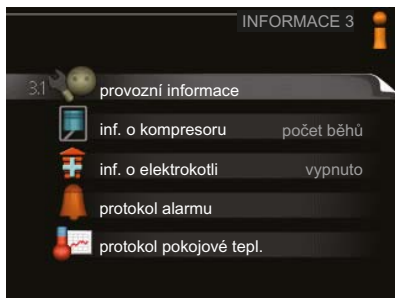 INFORMACE 3
3.1 provozní informace
inf. o kompresoru počet běhů
inf. o elektrokotli vypnuto
protokol alarmu
protokol pokojové tepl.